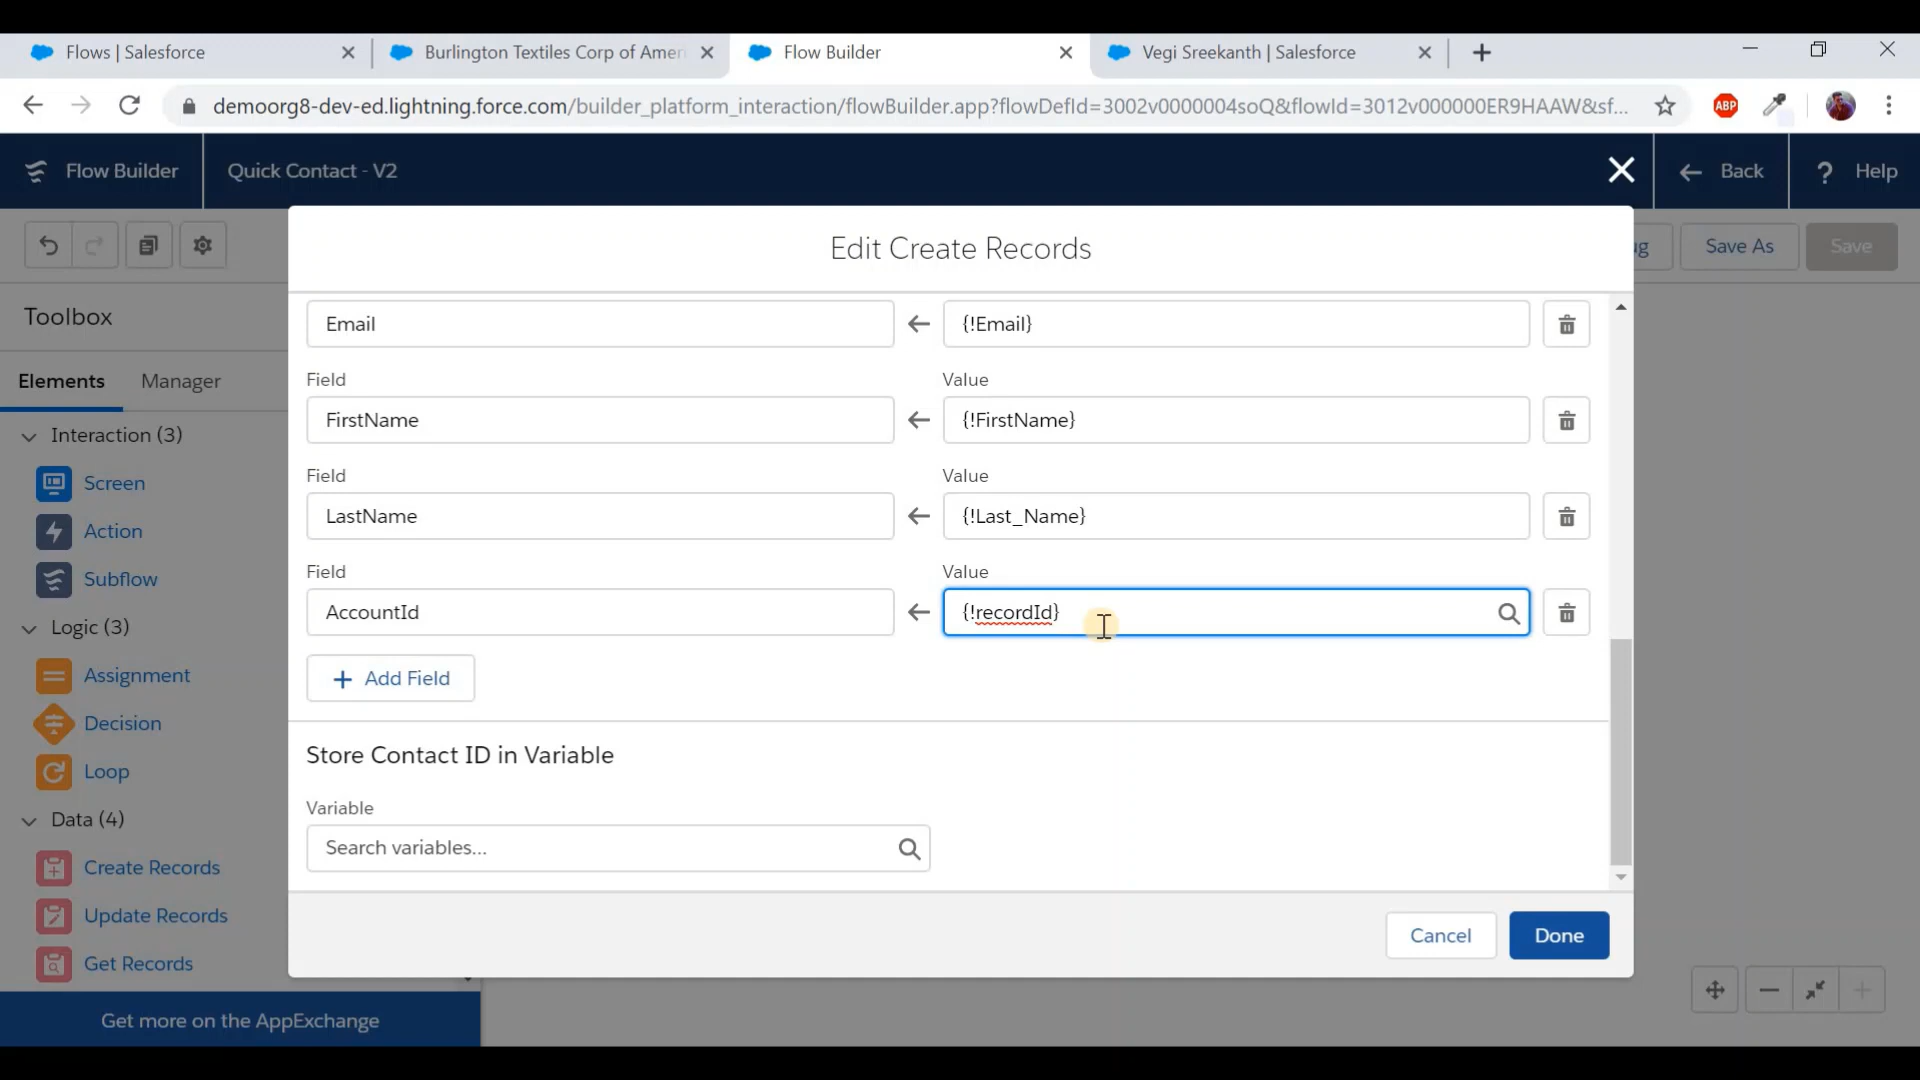 Flows | Salesforce
Burlington Textiles Corp of Amer
Flow Builder
Vegi Sreekanth | Salesforce
demoorg8-dev-ed.lightning.force.com/builder_platform_interaction/flowBuilder.app?flowDefId=3002v0000004soQ&flowId=3012v000000ER9HAAW&sf...
ABP
Flow Builder
Quick Contact - V2
Back
? Help
ug
Save As
Save
Edit Create Records
Toolbox
Elements
Manager
Interaction (3)
Screen
Action
Subflow
Logic (3)
Assignment
Decision
Loop
Data (4)
Create Records
Update Records
Get Records
Get more on the AppExchange
Email
{!Email}
Field
Value
FirstName
{!FirstName}
Field
Value
LastName
{!Last_Name}
Field
Value
AccountId
{!recordId}
+ Add Field
Store Contact ID in Variable
Variable
Search variables...
Cancel
Done